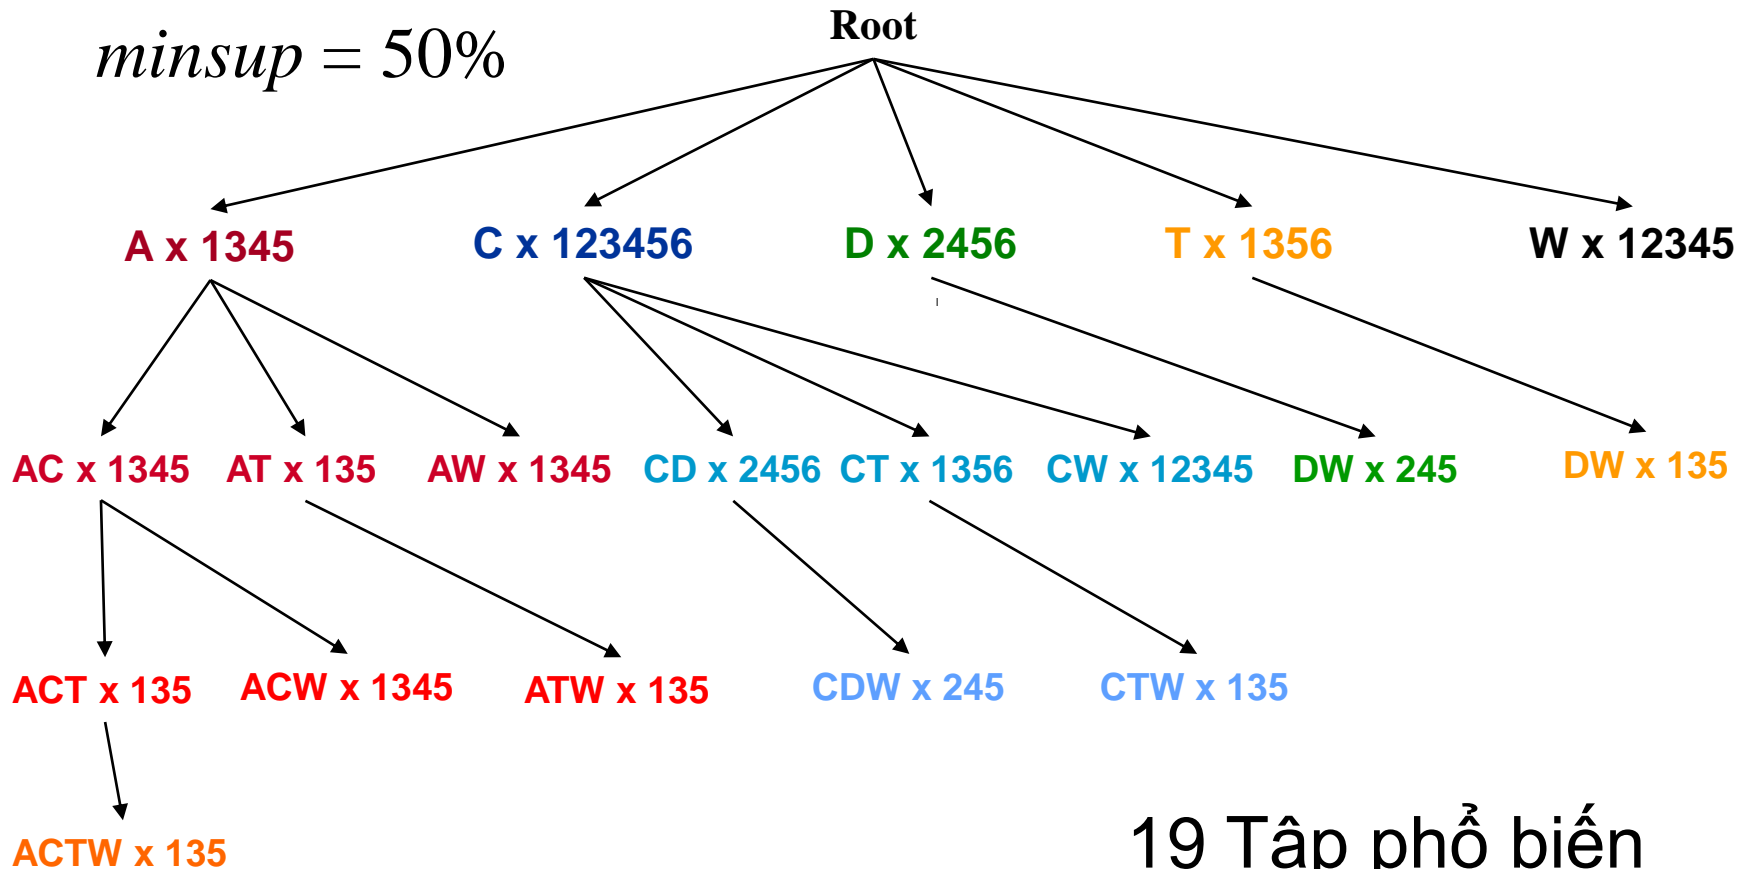 Root
minsup = 50%
A x 1345 C x 123456 D x 2456 T x 1356 W x 12345
AC x 1345 AT x 135 AW x 1345 CD x 2456 CT x 1356 CW x 12345 DW x 245 DW x 135
ACT x 135 ACW x 1345 ATW x 135 CDW x 245 CTW x 135
ACTW x 135
19 Tập phổ biến